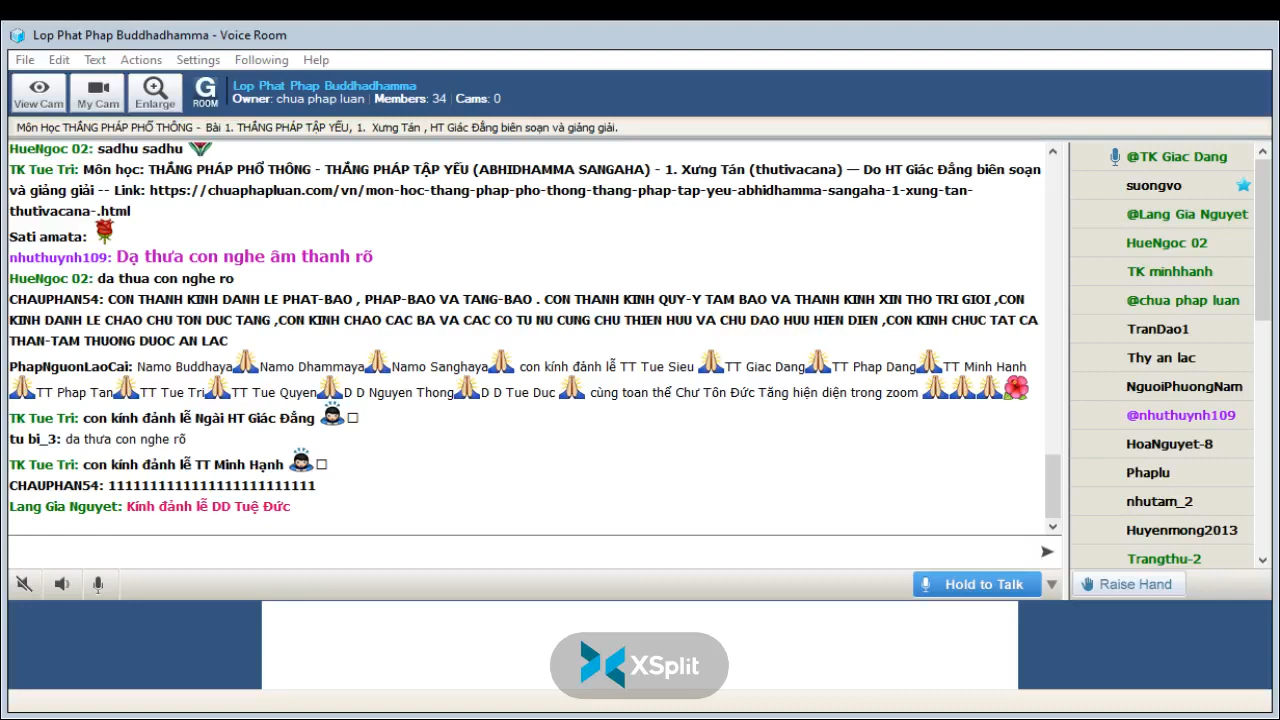 Lop Phat Phap Buddhadhamma - Voice Room
File Edit Text Actions Settings Following Help
View Cam My Cam Enlarge G ROOM
Lop Phat Phap Buddhadhamma
Owner: chua phap luan | Members: 34 | Cams: 0
Môn Học THẮNG PHÁP PHỔ THÔNG - Bài 1. THẮNG PHÁP TẬP YẾU, 1. Xưng Tán , HT Giác Đẳng biên soạn và giảng giải.
HueNgoc 02: sadhu sadhu
TK Tue Tri: Môn học: THẮNG PHÁP PHỔ THÔNG - THẮNG PHÁP TẬP YẾU (ABHIDHAMMA SANGAHA) - 1. Xưng Tán (thutivacana) — Do HT Giác Đẳng biên soạn
và giảng giải -- Link: https://chuaphapluan.com/vn/mon-hoc-thang-phap-pho-thong-thang-phap-tap-yeu-abhidhamma-sangaha-1-xung-tan-
thutivacana-.html
Sati amata:
nhuthuynh109: Dạ thưa con nghe âm thanh rõ
HueNgoc 02: da thua con nghe ro
CHAUPHAN54: CON THANH KINH DANH LE PHAT-BAO , PHAP-BAO VA TANG-BAO . CON THANH KINH QUY-Y TAM BAO VA THANH KINH XIN THO TRI GIOI ,CON
KINH DANH LE CHAO CHU TON DUC TANG ,CON KINH CHAO CAC BA VA CAC CO TU NU CUNG CHU THIEN HUU VA CHU DAO HUU HIEN DIEN ,CON KINH CHUC TAT CA
THAN-TAM THUONG DUOC AN LAC
PhapNguonLaoCai: Namo Buddhaya🙏Namo Dhammaya🙏Namo Sanghaya🙏 con kính đảnh lễ TT Tue Sieu 🙏TT Giac Dang🙏TT Phap Dang🙏TT Minh Hạnh
🙏TT Phap Tan🙏TT Tue Tri🙏TT Tue Quyen🙏D D Nguyen Thong🙏D D Tue Duc 🙏 cùng toan thể Chư Tôn Đức Tăng hiện diện trong zoom 🙏🙏🙏🌺
TK Tue Tri: con kính đảnh lễ Ngài HT Giác Đẳng
tu bi_3: da thưa con nghe rõ
TK Tue Tri: con kính đảnh lễ TT Minh Hạnh
CHAUPHAN54: 1111111111111111111111111
Lang Gia Nguyet: Kính đảnh lễ DD Tuệ Đức
Hold to Talk
@TK Giac Dang
suongvo
@Lang Gia Nguyet
HueNgoc 02
TK minhhanh
@chua phap luan
TranDao1
Thy an lac
NguoiPhuongNam
@nhuthuynh109
HoaNguyet-8
Phaplu
nhutam_2
Huyenmong2013
Trangthu-2
Raise Hand
XSplit